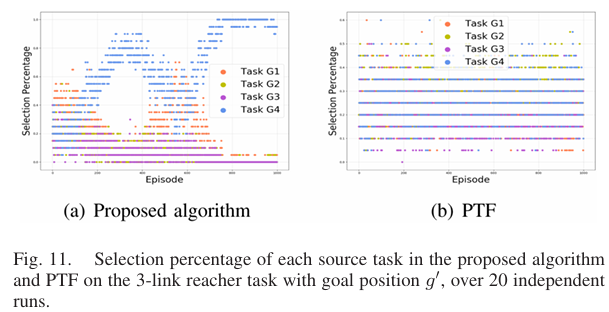 Selection Percentage
Task G1
Task G2
Task G3
Task G4
Episode
(a) Proposed algorithm
Selection Percentage
Task G1
Task G2
Task G3
Task G4
Episode
(b) PTF
Fig. 11. Selection percentage of each source task in the proposed algorithm
and PTF on the 3-link reacher task with goal position g′, over 20 independent
runs.